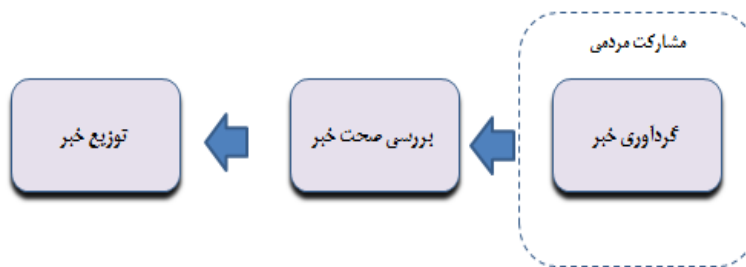 مشارکت مردمی
گردآوری خبر
بررسی صحت خبر
توزیع خبر